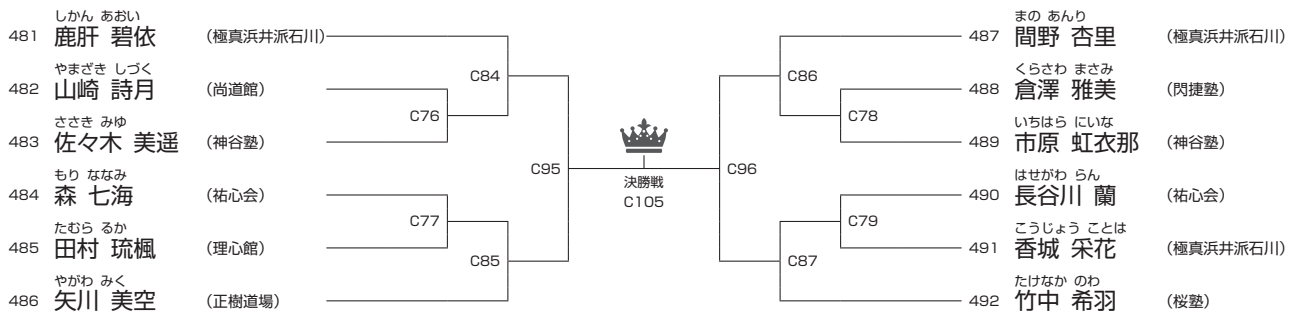 しかん あおい
481 鹿肝 碧依 (極真浜井派石川)
やまざき しづく
482 山崎 詩月 (尚道館)
ささき みゆ
483 佐々木 美遥 (神谷塾)
もり ななみ
484 森 七海 (祐心会)
たむら るか
485 田村 琉楓 (理心館)
やがわ みく
486 矢川 美空 (正樹道場)
C84
C76
C95
C77
C85
決勝戦
C105
C86
C78
C96
C79
C87
まの あんり
487 間野 杏里 (極真浜井派石川)
くらさわ まさみ
488 倉澤 雅美 (閃捷塾)
いちはら にいな
489 市原 虹衣那 (神谷塾)
はせがわ らん
490 長谷川 蘭 (祐心会)
こうじょう ことは
491 香城 采花 (極真浜井派石川)
たけなか のわ
492 竹中 希羽 (桜塾)